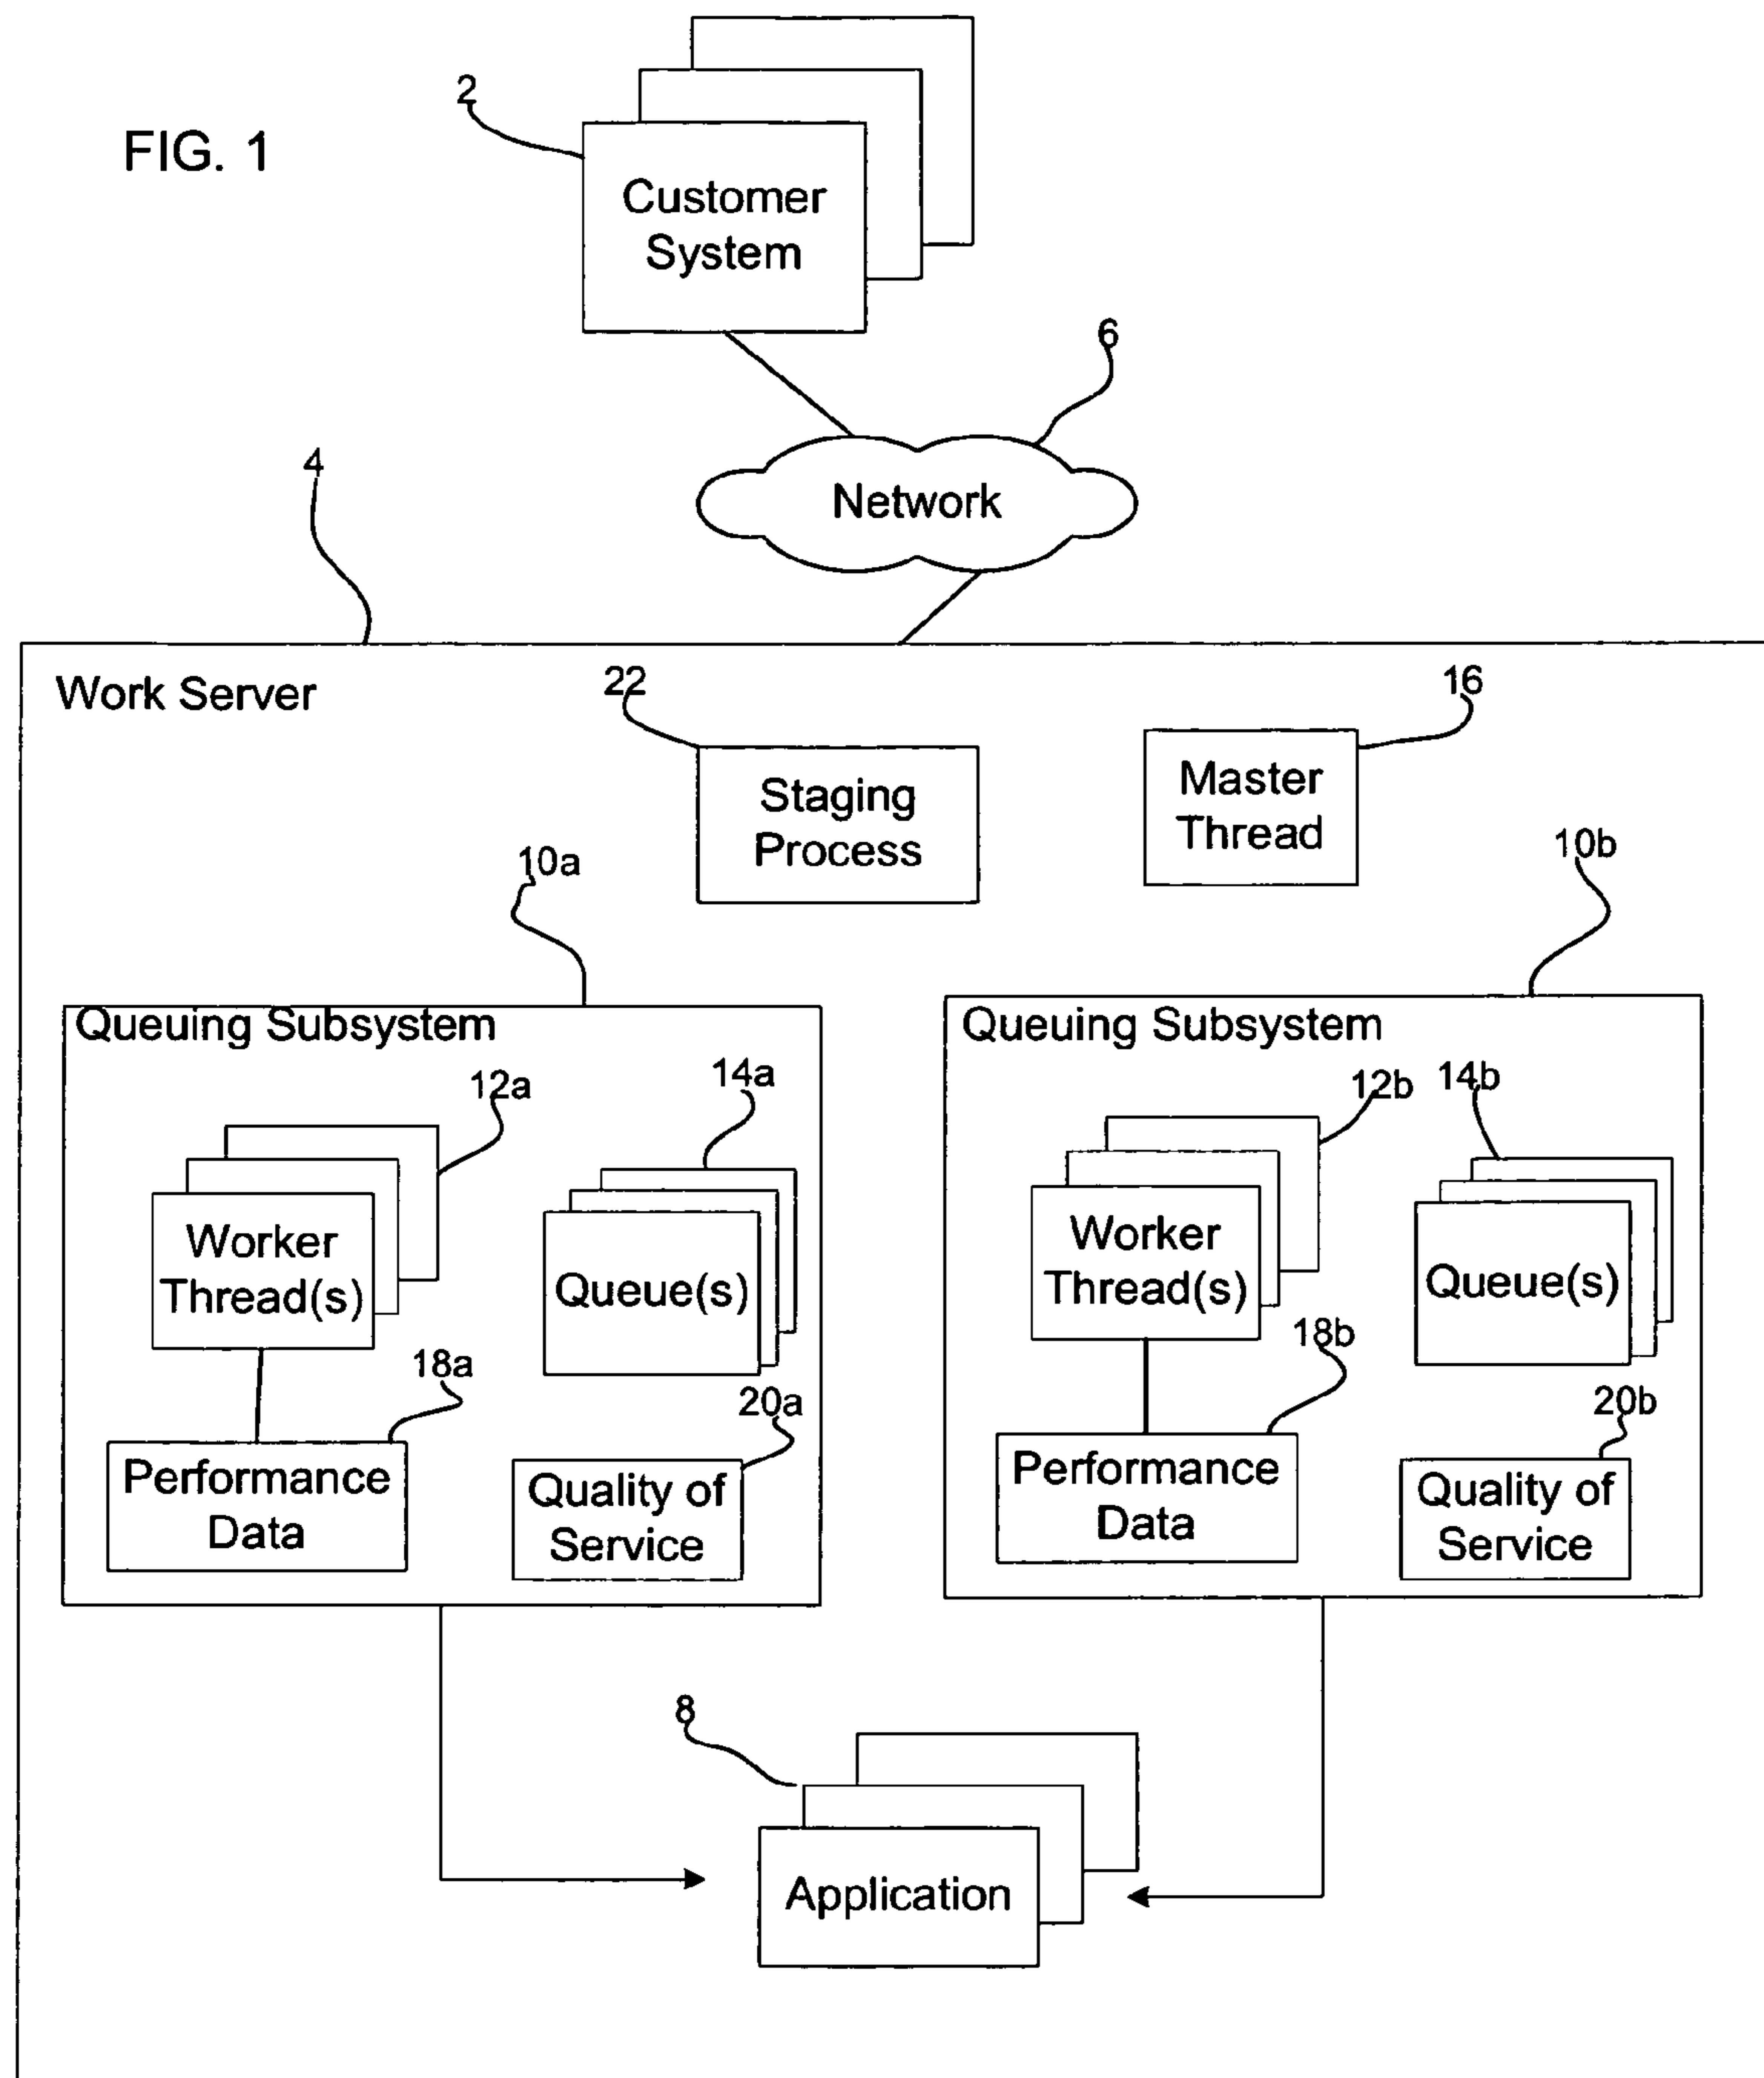 FIG. 1
2
Customer
System
6
Network
4
Work Server
22
16
Staging
Process
Master
Thread
10a
10b
Queuing Subsystem
12a
14a
Worker
Thread(s)
Queue(s)
18a
20a
Performance
Data
Quality of
Service
Queuing Subsystem
12b
14b
Worker
Thread(s)
Queue(s)
18b
20b
Performance
Data
Quality of
Service
8
Application